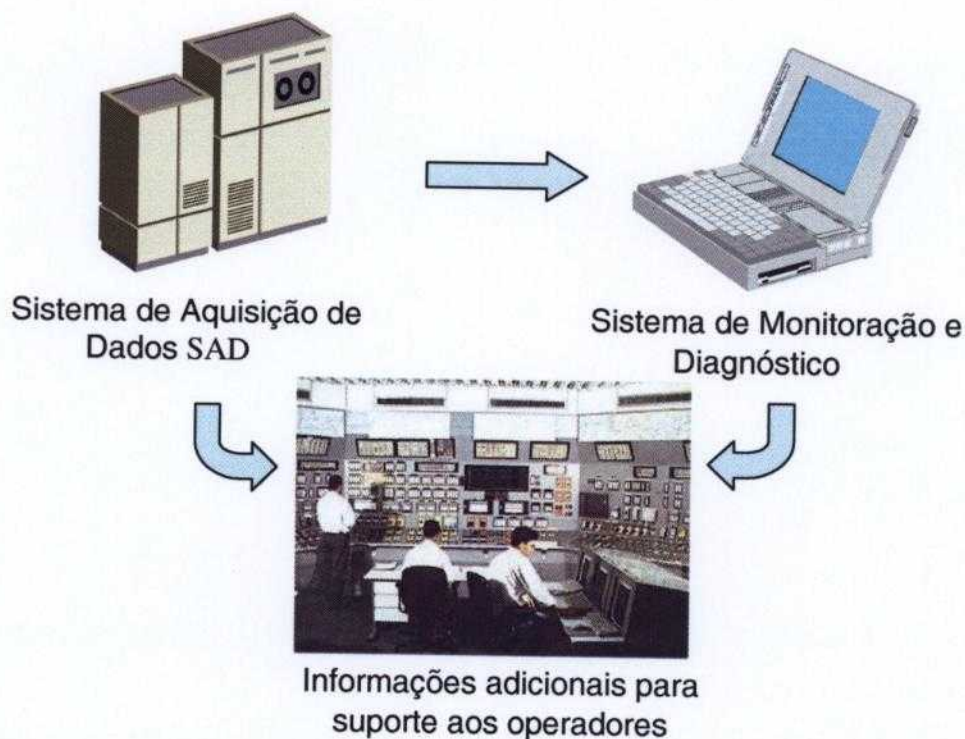 Sistema de Aquisição de
Dados SAD
Sistema de Monitoração e
Diagnóstico
Informações adicionais para
suporte aos operadores